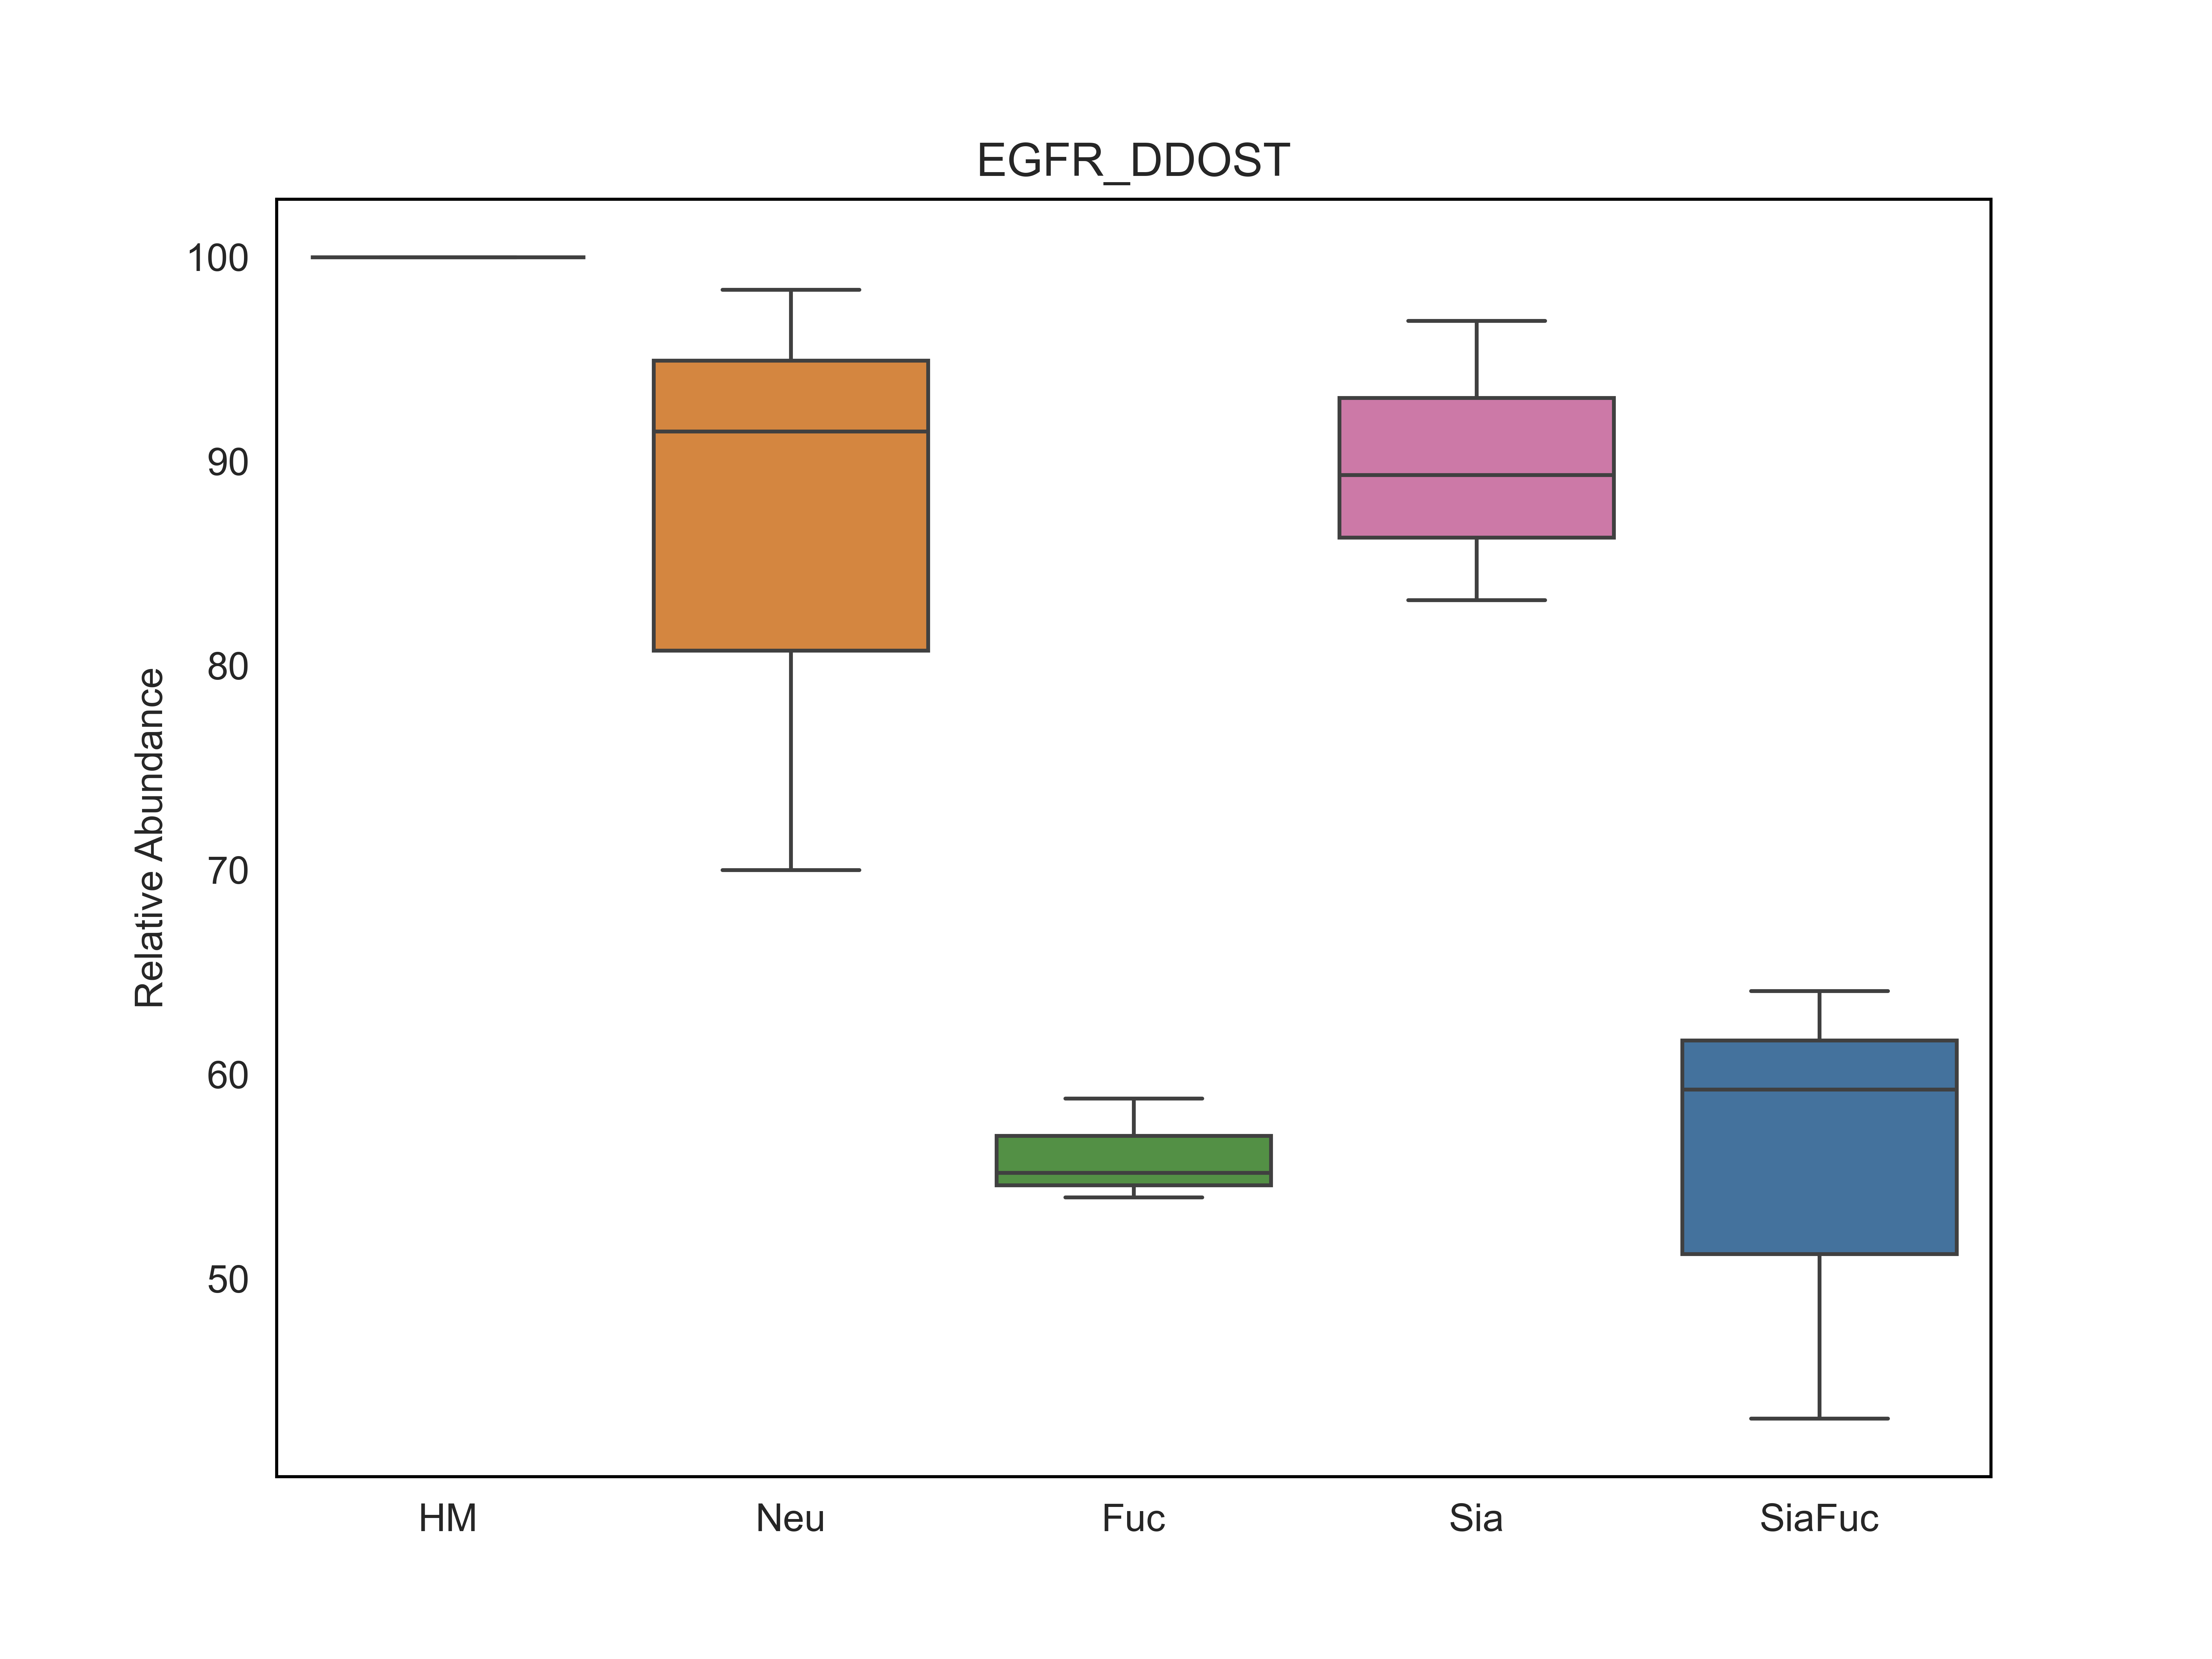 EGFR_DDOST
Relative Abundance
100
90
80
70
60
50
HM
Neu
Fuc
Sia
SiaFuc